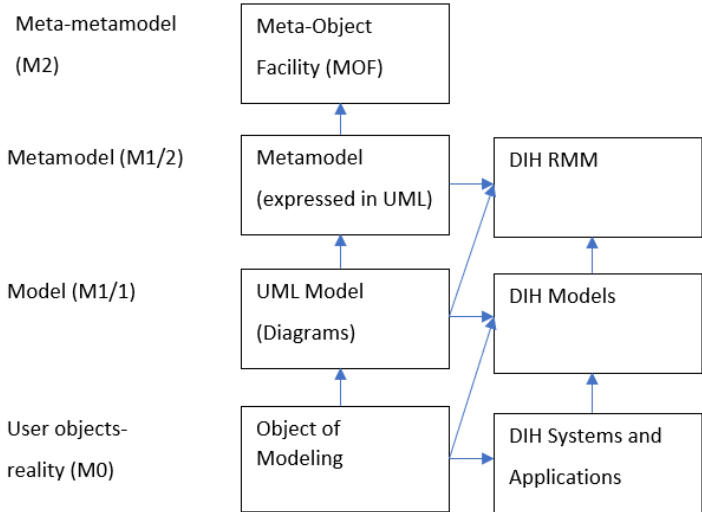 Meta-metamodel
(M2)
Meta-Object
Facility (MOF)
Metamodel (M1/2)
Metamodel
(expressed in UML)
DIH RMM
Model (M1/1)
UML Model
(Diagrams)
DIH Models
User objects-
reality (M0)
Object of
Modeling
DIH Systems and
Applications